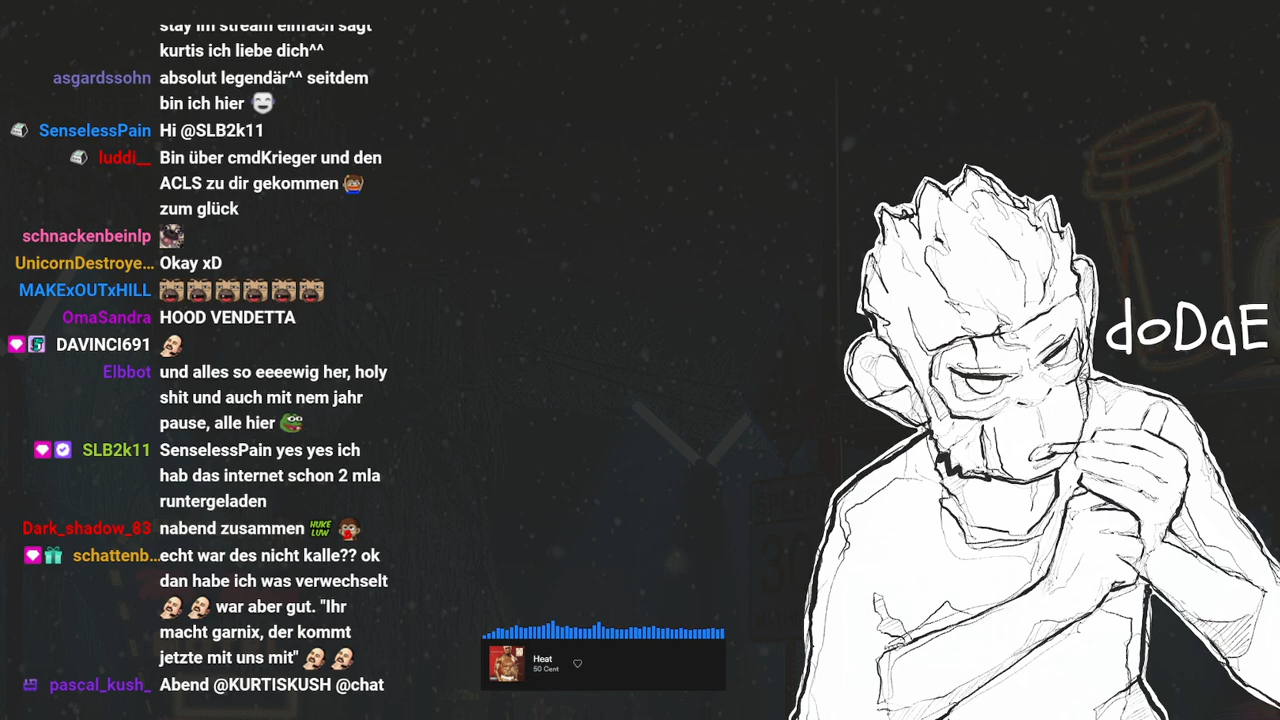 stay im stream einfach sagt
kurtis ich liebe dich^^
asgardssohn absolut legendär^^ seitdem
bin ich hier
SenselessPain Hi @SLB2k11
luddi__ Bin über cmdKrieger und den
ACLS zu dir gekommen
zum glück
schnackenbeinlp
UnicornDestroye... Okay xD
MAKExOUTxHILL
OmaSandra HOOD VENDETTA
DAVINCI691
Elbbot und alles so eeeewig her, holy
shit und auch mit nem jahr
pause, alle hier
SLB2k11 SenselessPain yes yes ich
hab das internet schon 2 mla
runtergeladen
Dark_shadow_83 nabend zusammen HUKE LUW
schattenb... echt war des nicht kalle?? ok
dan habe ich was verwechselt
war aber gut. "Ihr
macht garnix, der kommt
jetzte mit uns mit"
pascal_kush_ Abend @KURTISKUSH @chat
Heat
50 Cent
doDaE